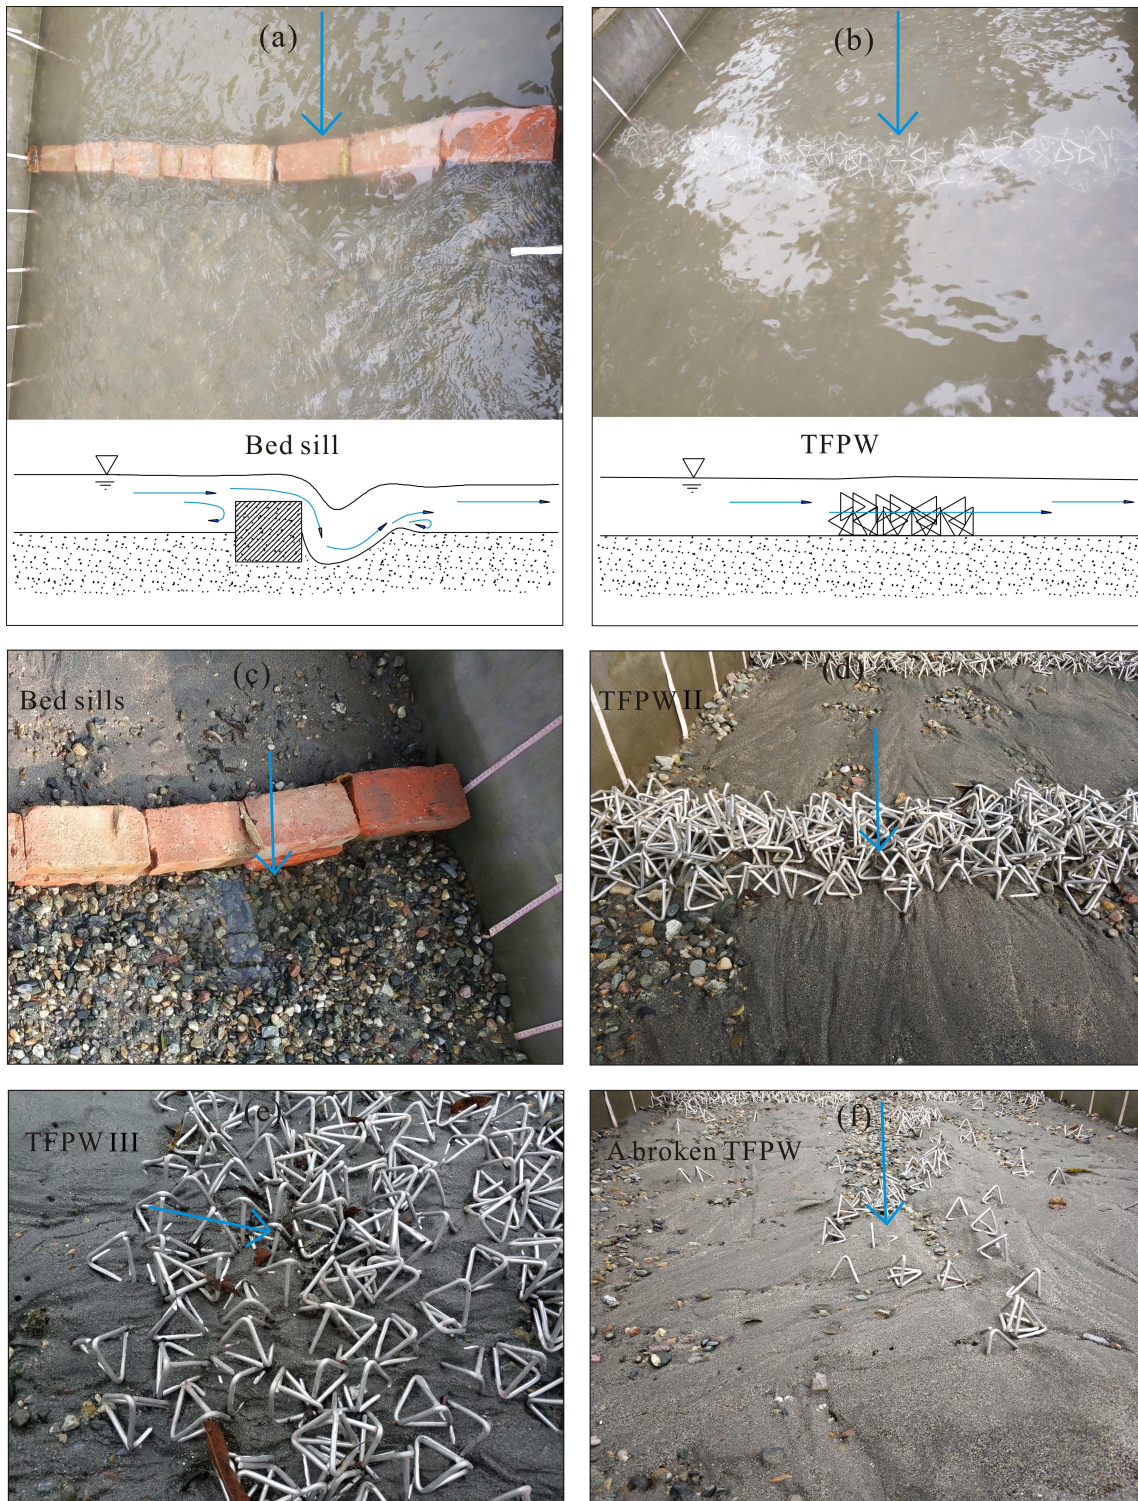 (a)
(b)
Bed sill
TFPW
(c)
Bed sills
(d)
TFPW II
(e)
TFPW III
(f)
A broken TFPW